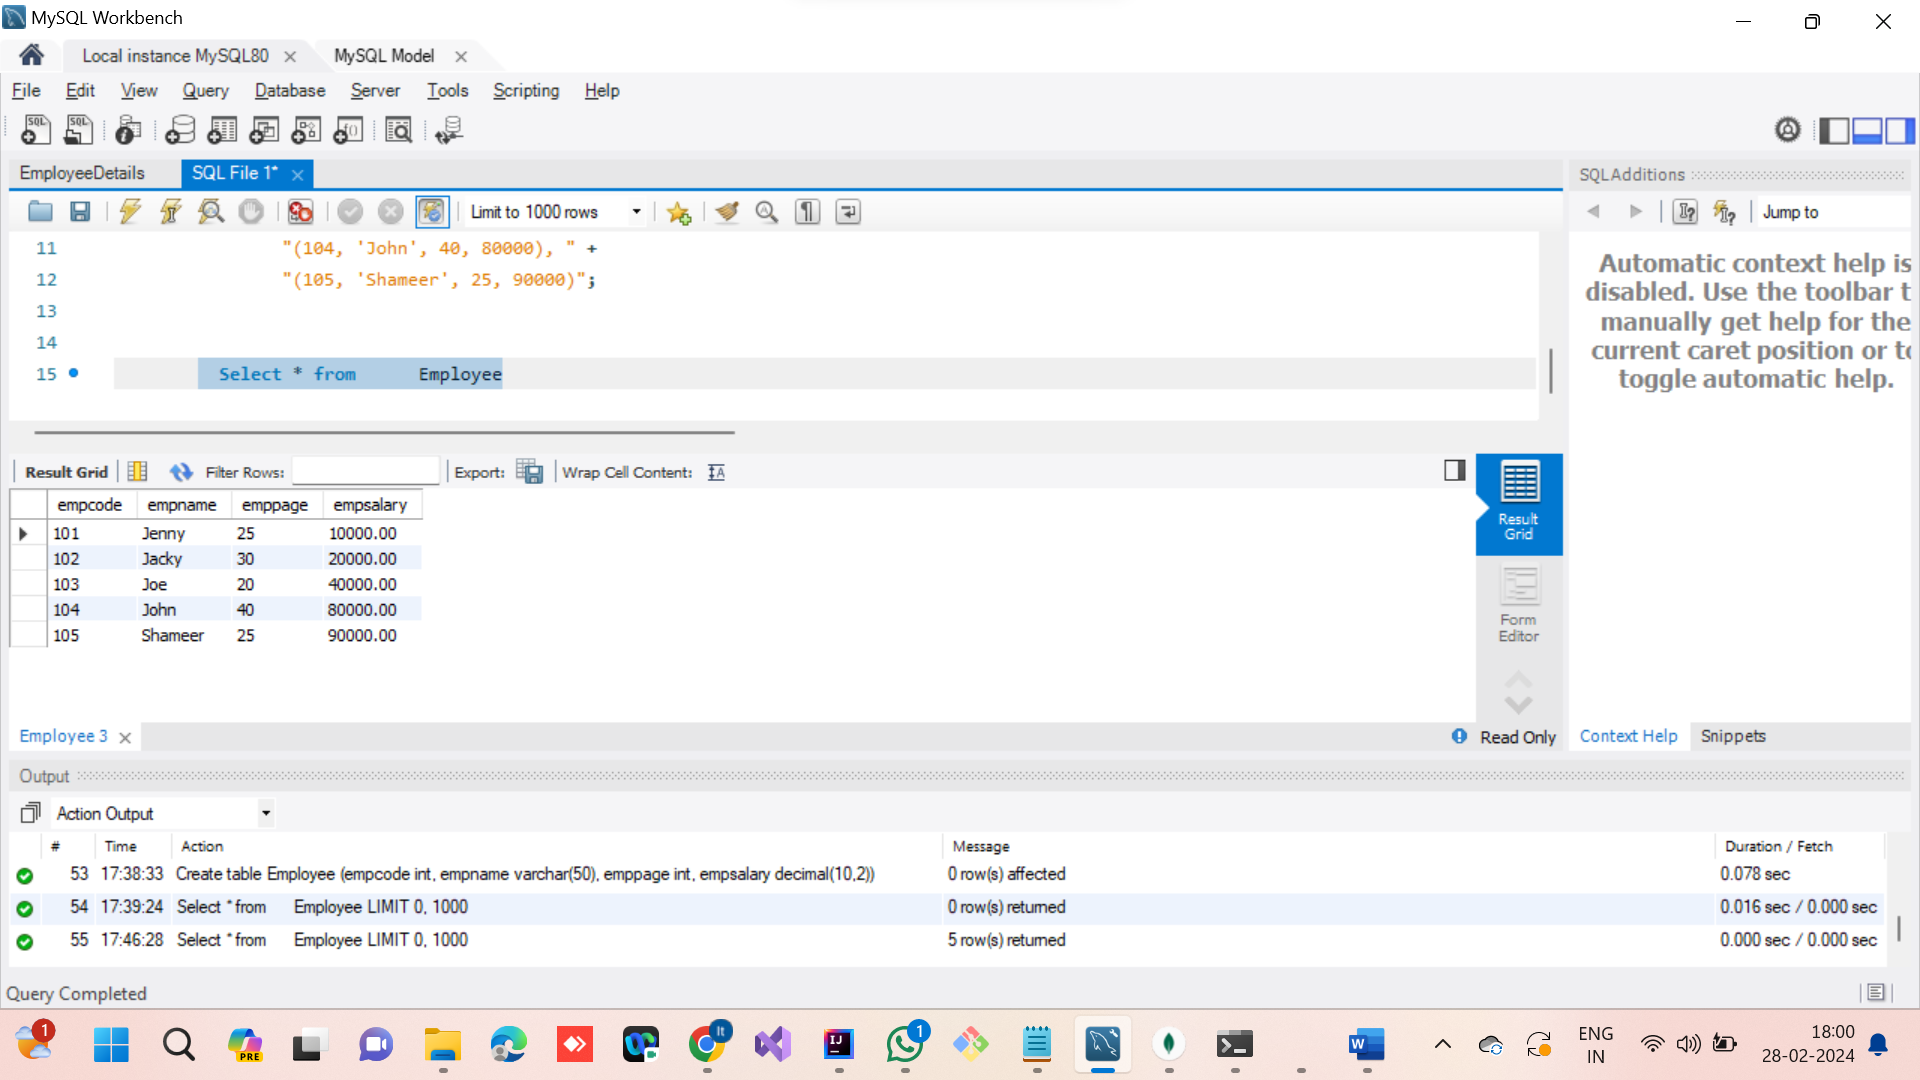 MySQL Workbench
Local instance MySQL80
MySQL Model
File Edit View Query Database Server Tools Scripting Help
EmployeeDetails
SQL File 1*
SQLAdditions
Limit to 1000 rows
Jump to
11 "(104, 'John', 40, 80000), " +
12 "(105, 'Shameer', 25, 90000)";
13
14
15 Select * from Employee
Automatic context help is
disabled. Use the toolbar t
manually get help for the
current caret position or to
toggle automatic help.
Result Grid Filter Rows: Export: Wrap Cell Content:
empcode empname emppage empsalary
101 Jenny 25 10000.00
102 Jacky 30 20000.00
103 Joe 20 40000.00
104 John 40 80000.00
105 Shameer 25 90000.00
Result
Grid
Form
Editor
Employee 3
Read Only
Context Help Snippets
Output
Action Output
# Time Action Message Duration / Fetch
53 17:38:33 Create table Employee (empcode int, empname varchar(50), emppage int, empsalary decimal(10,2)) 0 row(s) affected 0.078 sec
54 17:39:24 Select * from Employee LIMIT 0, 1000 0 row(s) returned 0.016 sec / 0.000 sec
55 17:46:28 Select * from Employee LIMIT 0, 1000 5 row(s) returned 0.000 sec / 0.000 sec
Query Completed
1
PRE
It
IJ
1
W
ENG
IN
18:00
28-02-2024